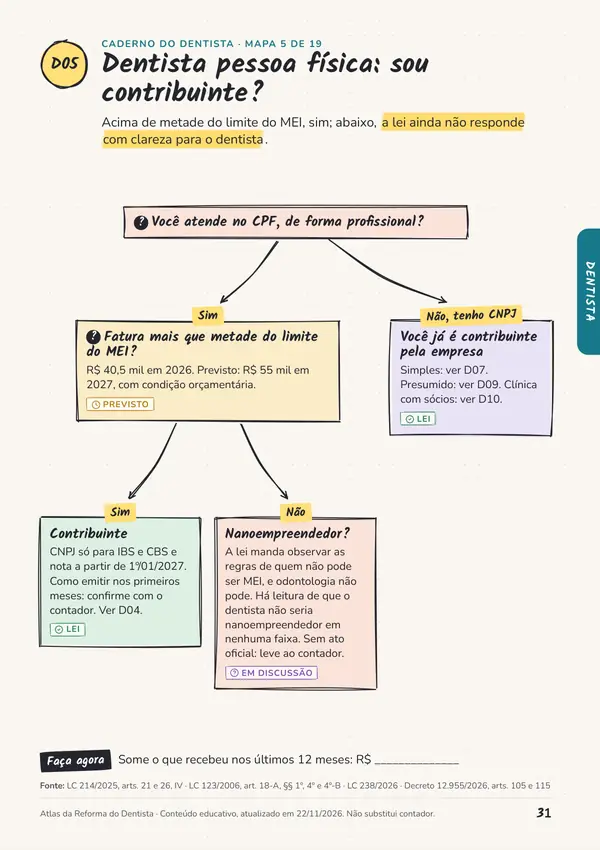 CADERNO DO DENTISTA · MAPA 5 DE 19
D05
Dentista pessoa física: sou
contribuinte?
Acima de metade do limite do MEI, sim; abaixo, a lei ainda não responde
com clareza para o dentista.
DENTISTA
? Você atende no CPF, de forma profissional?
Sim
? Fatura mais que metade do limite
do MEI?
R$ 40,5 mil em 2026. Previsto: R$ 55 mil em
2027, com condição orçamentária.
PREVISTO
Não, tenho CNPJ
Você já é contribuinte
pela empresa
Simples: ver D07.
Presumido: ver D09. Clínica
com sócios: ver D10.
LEI
Sim
Contribuinte
CNPJ só para IBS e CBS e
nota a partir de 1º/01/2027.
Como emitir nos primeiros
meses: confirme com o
contador. Ver D04.
LEI
Não
Nanoempreendedor?
A lei manda observar as
regras de quem não pode
ser MEI, e odontologia não
pode. Há leitura de que o
dentista não seria
nanoempreendedor em
nenhuma faixa. Sem ato
oficial: leve ao contador.
? EM DISCUSSÃO
Faça agora Some o que recebeu nos últimos 12 meses: R$ _______________
Fonte: LC 214/2025, arts. 21 e 26, IV · LC 123/2006, art. 18-A, §§ 1º, 4º e 4º-B · LC 238/2026 · Decreto 12.955/2026, arts. 105 e 115
Atlas da Reforma do Dentista · Conteúdo educativo, atualizado em 22/11/2026. Não substitui contador.
31